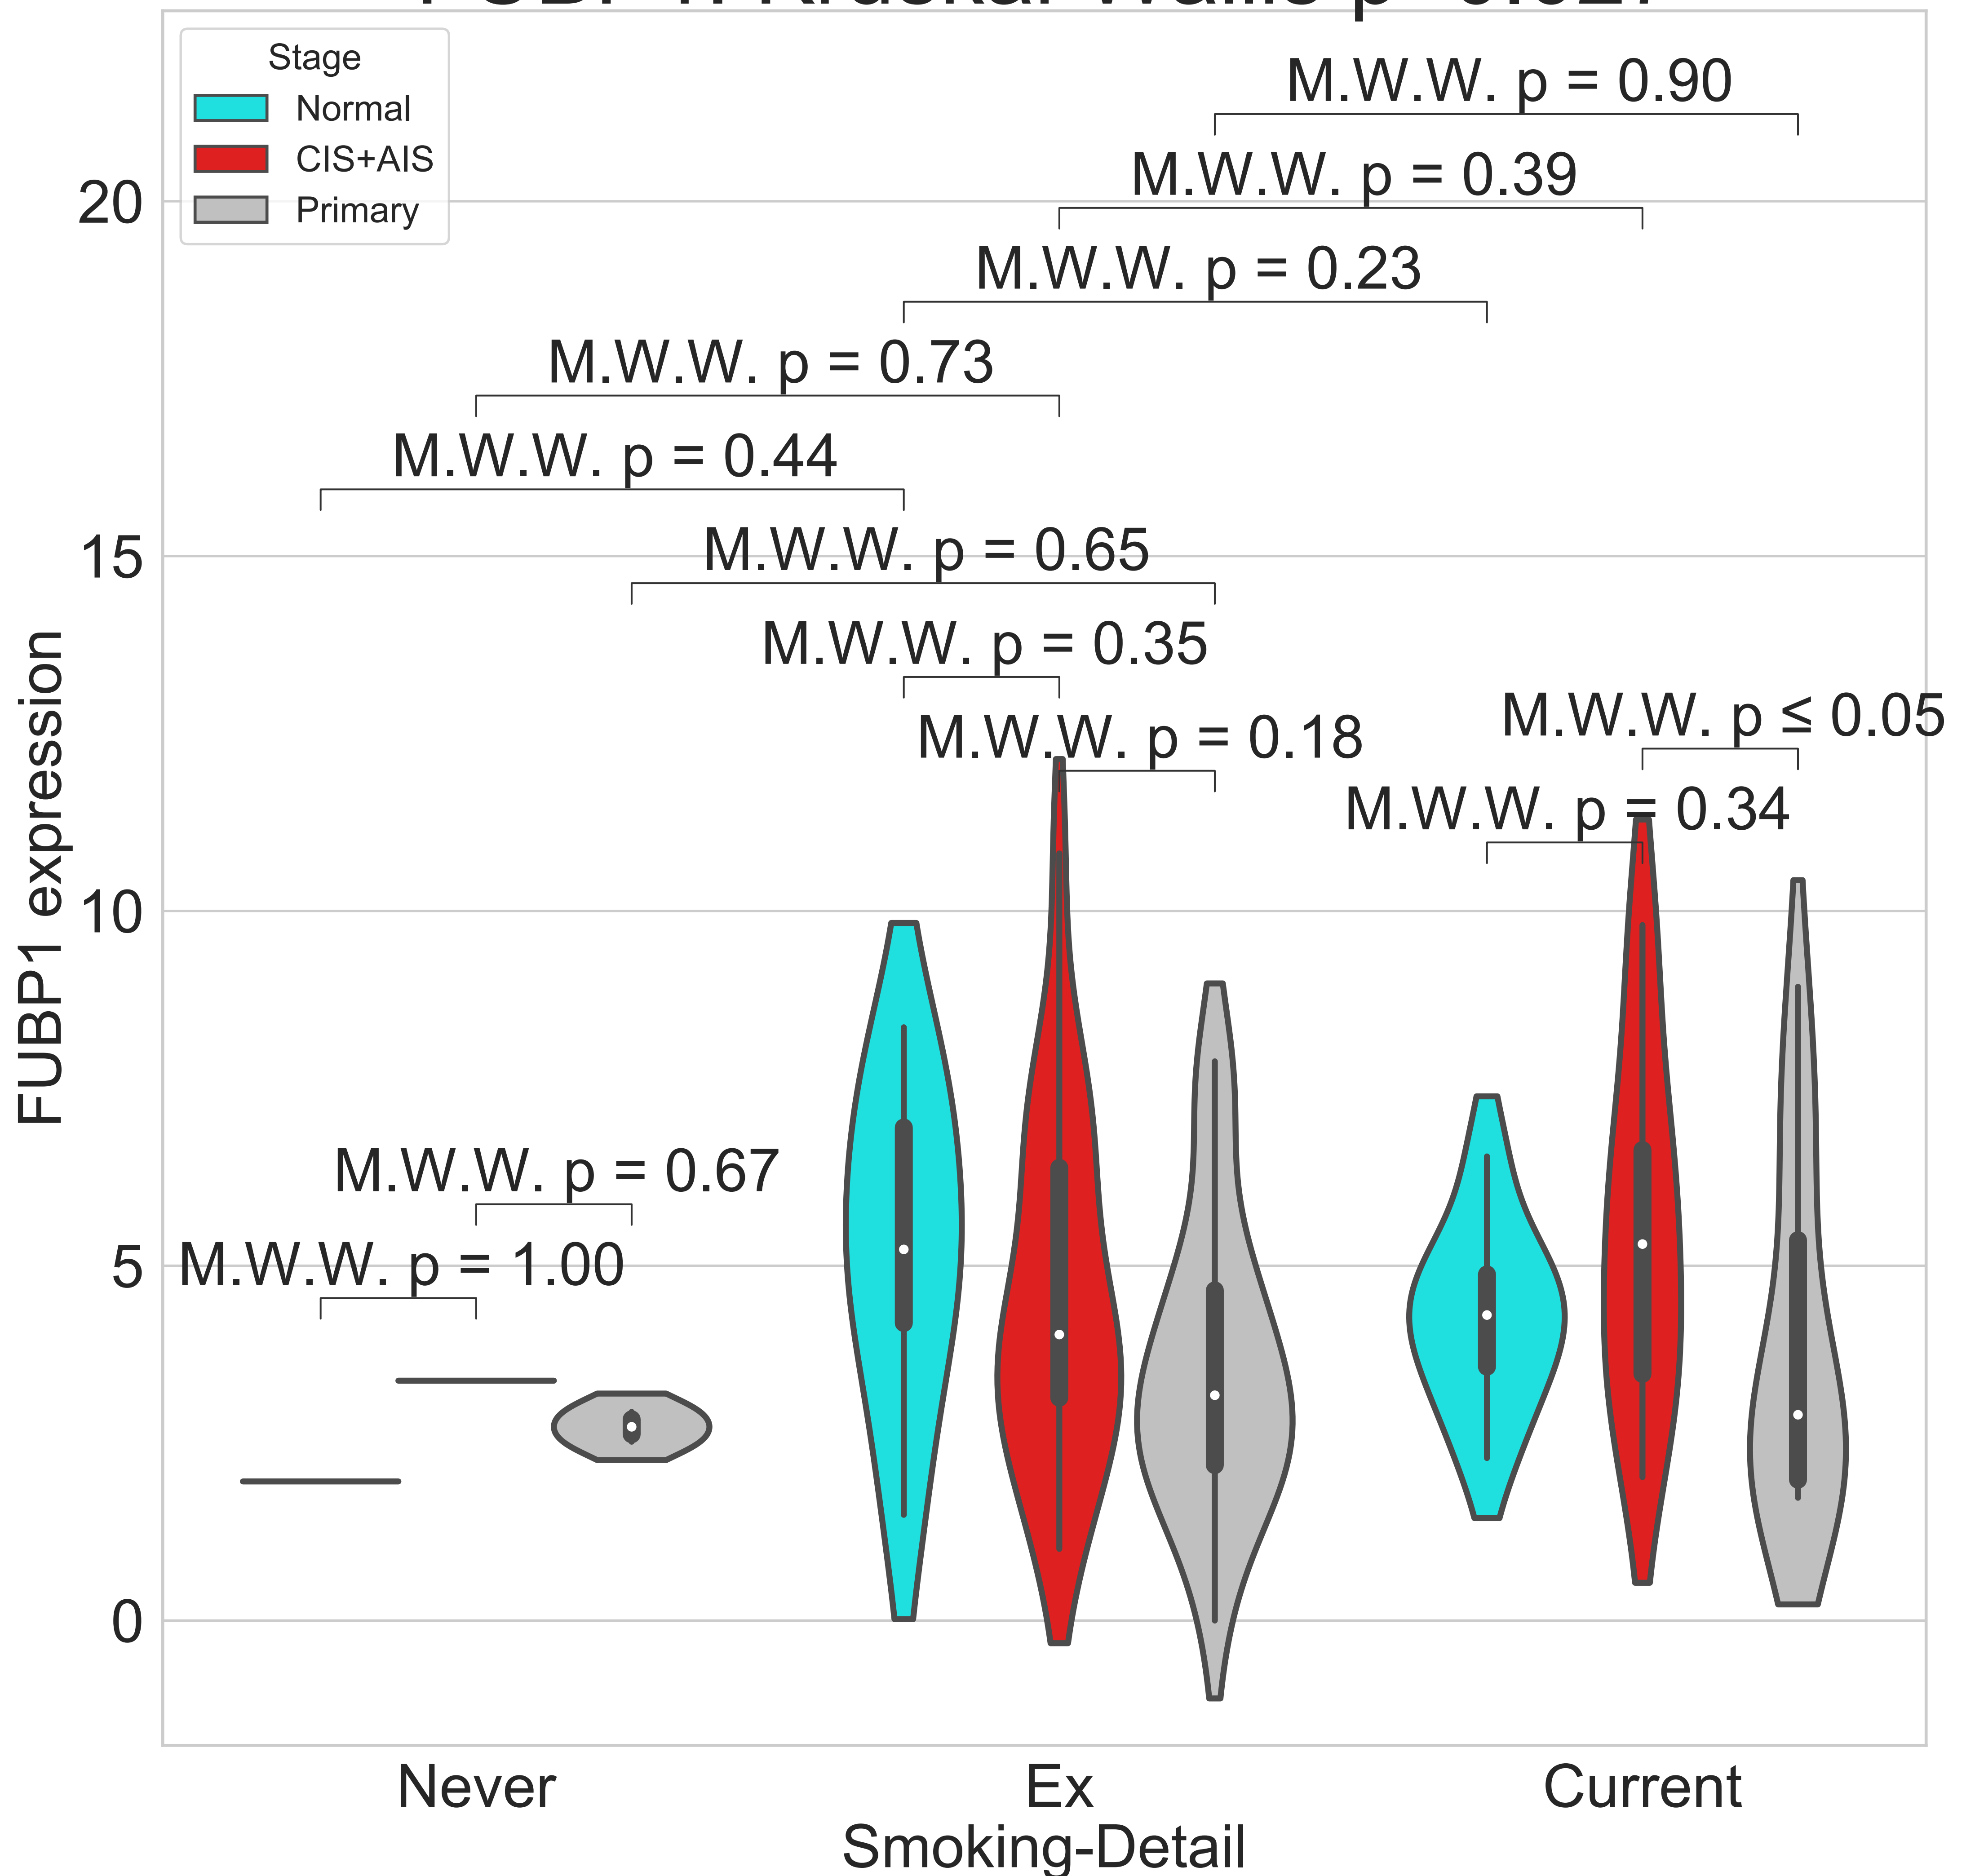 Stage
Normal
CIS+AIS
Primary
M.W.W. p = 0.90
M.W.W. p = 0.39
M.W.W. p = 0.23
M.W.W. p = 0.73
M.W.W. p = 0.44
M.W.W. p = 0.65
M.W.W. p = 0.35
M.W.W. p = 0.18
M.W.W. p ≤ 0.05
M.W.W. p = 0.34
M.W.W. p = 0.67
M.W.W. p = 1.00
20
15
10
5
0
FUBP1 expression
Never
Ex
Current
Smoking-Detail